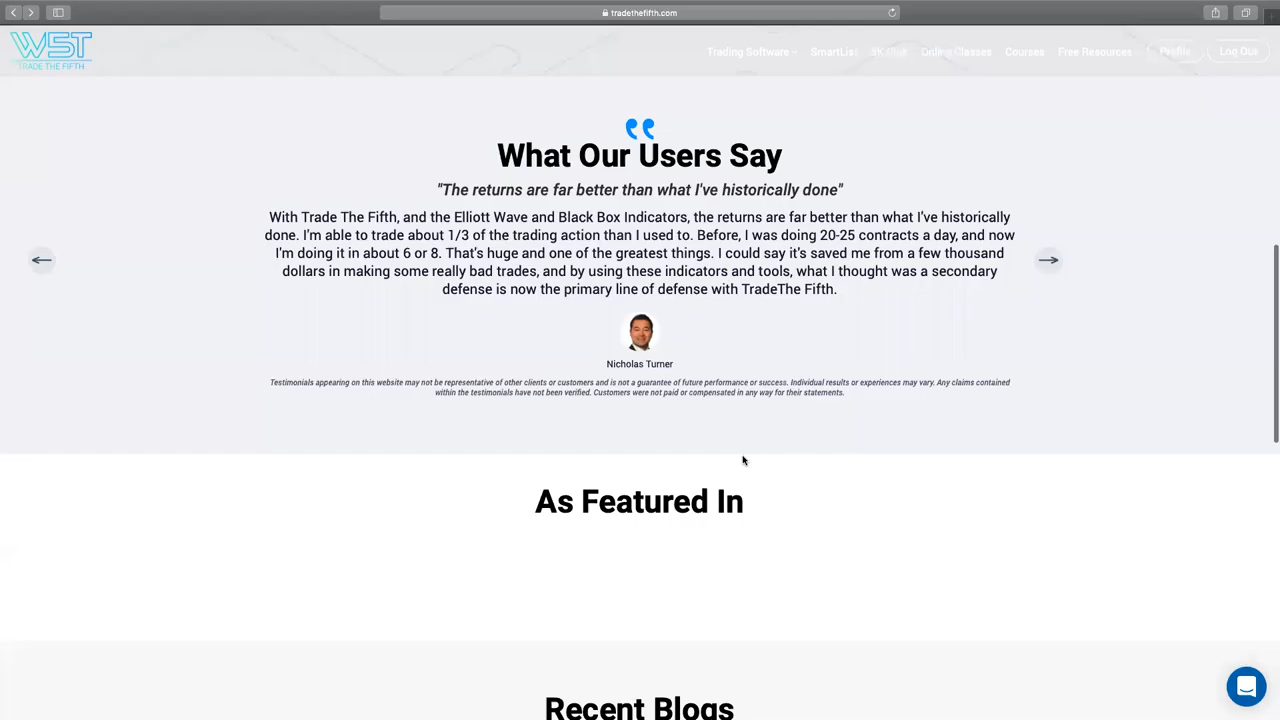 tradethefifth.com
WST
TRADE THE FIFTH
Trading Software SmartList Online Classes Courses Free Resources Profile Log Out
What Our Users Say
"The returns are far better than what I've historically done"
With Trade The Fifth, and the Elliott Wave and Black Box Indicators, the returns are far better than what I've historically
done. I'm able to trade about 1/3 of the trading action than I used to. Before, I was doing 20-25 contracts a day, and now
I'm doing it in about 6 or 8. That's huge and one of the greatest things. I could say it's saved me from a few thousand
dollars in making some really bad trades, and by using these indicators and tools, what I thought was a secondary
defense is now the primary line of defense with TradeThe Fifth.
Nicholas Turner
Testimonials appearing on this website may not be representative of other clients or customers and is not a guarantee of future performance or success. Individual results or experiences may vary. Any claims contained
within the testimonials have not been verified. Customers were not paid or compensated in any way for their statements.
As Featured In
Recent Blogs